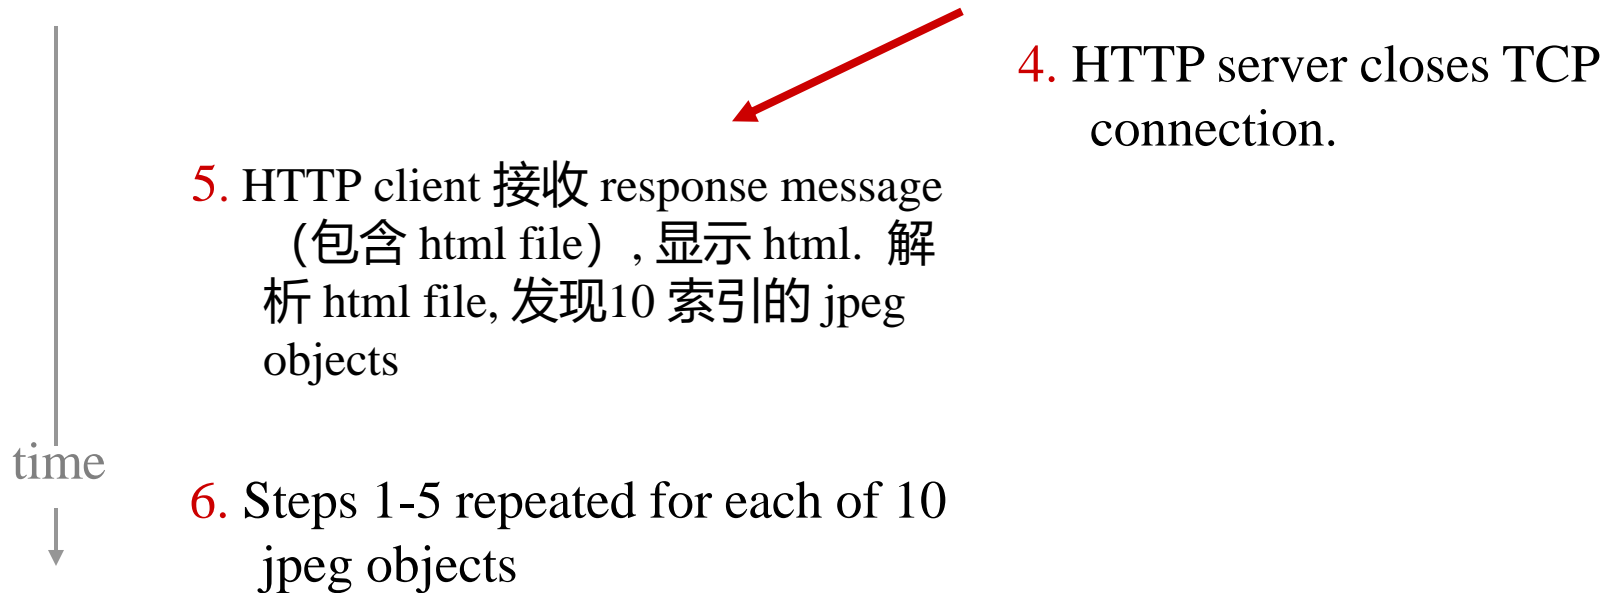 4. HTTP server closes TCP
connection.
5. HTTP client 接收 response message
（包含 html file）, 显示 html. 解
析 html file, 发现10 索引的 jpeg
objects
time
6. Steps 1-5 repeated for each of 10
jpeg objects